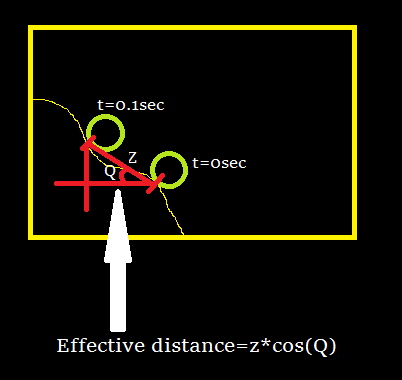 t=0.1sec
Z
t=0sec
Q
Effective distance=z*cos(Q)